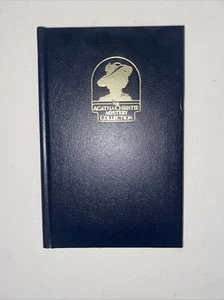 THE
AGATHA CHRISTIE
MYSTERY
COLLECTION